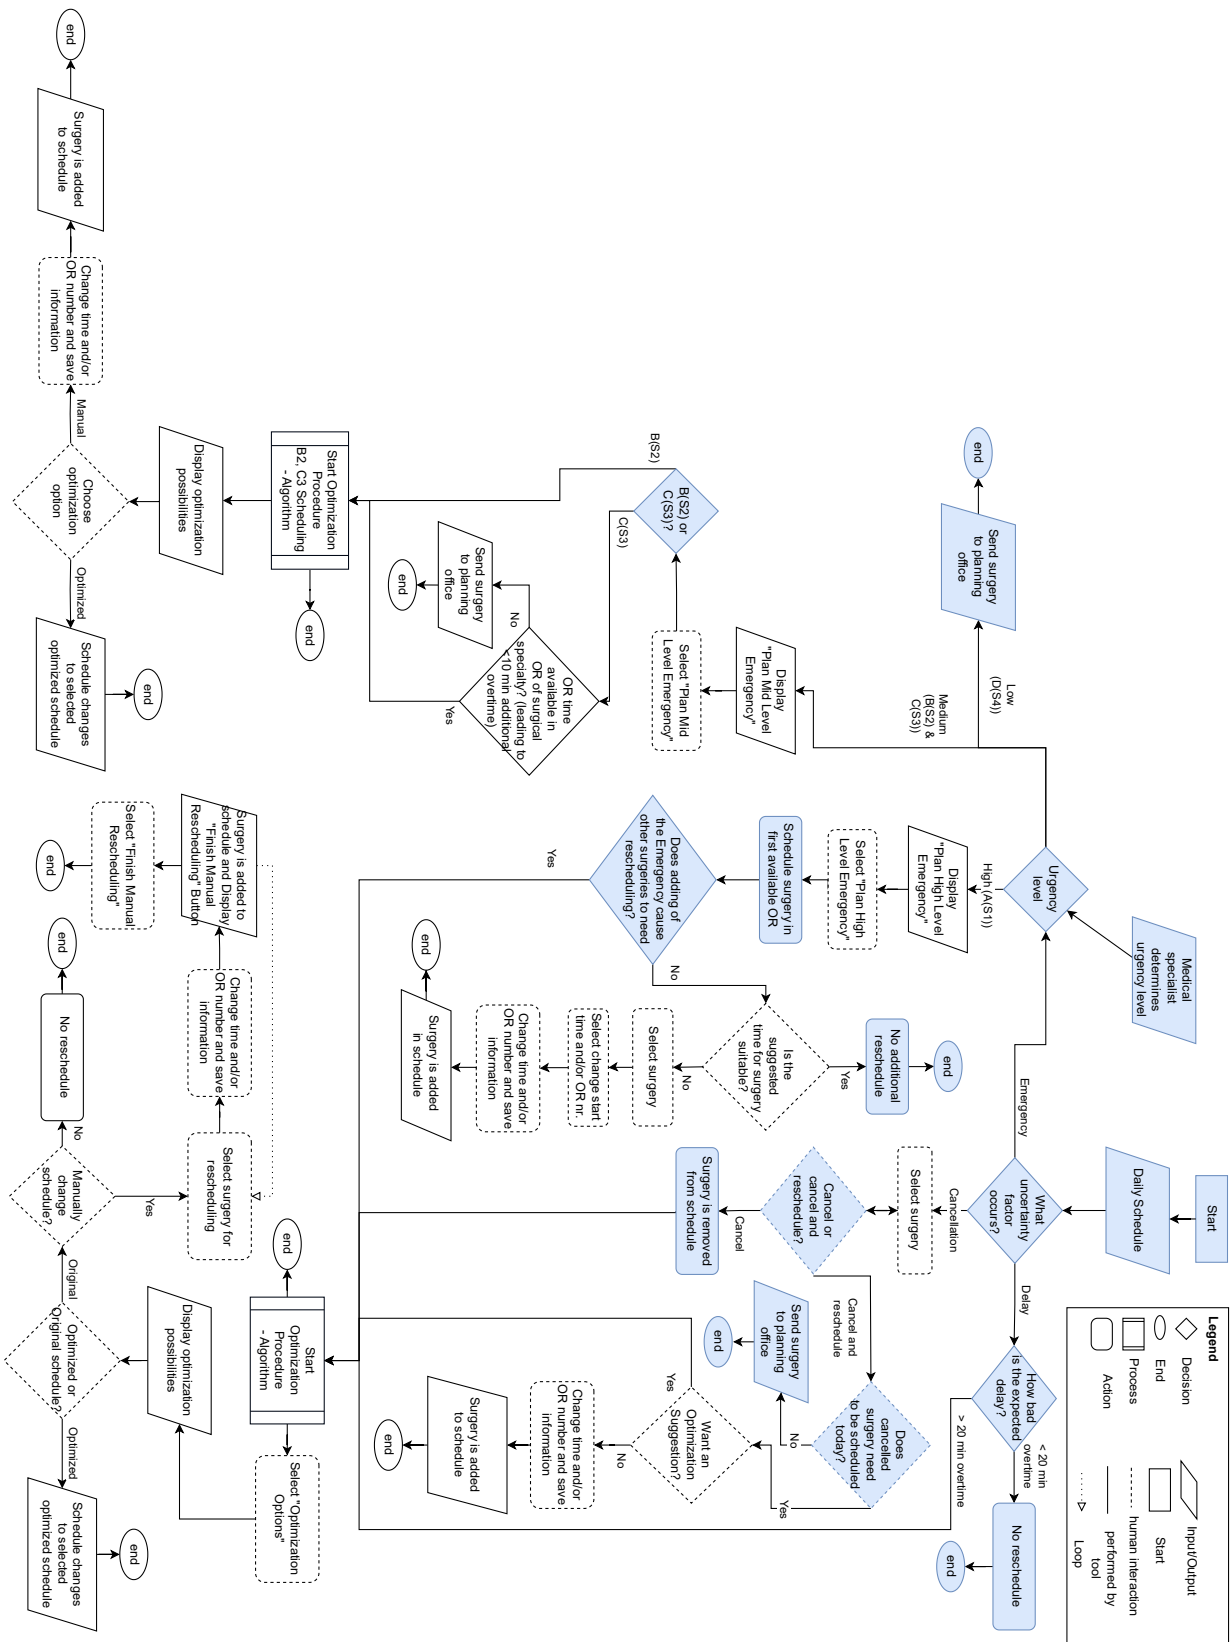 Legend
Decision
End
Process
Action
Input/Output
Start
human interaction
performed by
tool
Loop
Start
Daily Schedule
What
uncertainty
factor
occurs?
Emergency
Cancellation
Delay
How bad
is the expected
delay?
< 20 min
overtime
> 20 min overtime
No reschedule
end
Medical
specialist
determines
urgency level
Urgency
level
Low
(D(S4))
Medium
(B(S2) &
C(S3))
High (A(S1))
Send surgery
to planning
office
end
Display
"Plan High Level
Emergency"
Select "Plan High
Level Emergency"
Schedule surgery in
first available OR
Does adding of
the Emergency cause
other surgeries to need
rescheduling?
Yes
No
Is the
suggested
time for surgery
suitable?
Yes
No additional
reschedule
end
No
Select surgery
Select change start
time and/or OR nr.
Change time and/or
OR number and save
information
Surgery is added
in schedule
end
Select surgery
Cancel or
cancel and
reschedule?
Cancel
Surgery is removed
from schedule
Cancel and
reschedule
Does
cancelled
surgery need
to be scheduled
today?
No
Send surgery
to planning
office
end
Yes
Want an
Optimization
Suggestion?
Yes
No
Change time and/or
OR number and save
information
Surgery is added
to schedule
end
Display
"Plan Mid Level
Emergency"
Select "Plan Mid
Level Emergency"
B(S2) or
C(S3)?
B(S2)
C(S3)
OR time
available in
OR of surgical
specialty? (leading to
<10 min additional
overtime)
No
Yes
Send surgery
to planning
office
end
Start Optimization
Procedure
B2, C3 Scheduling
- Algorithm
end
Display optimization
possibilities
Choose
optimization
option
Manual
Optimized
Change time and/or
OR number and save
information
Surgery is added
to schedule
end
Schedule changes
to selected
optimized schedule
end
Start
Optimization
Procedure
- Algorithm
end
Select "Optimization
Options"
Display optimization
possibilities
Optimized or
Original schedule?
Original
Optimized
Schedule changes
to selected
optimized schedule
end
Manually
change
schedule?
No
Yes
No reschedule
end
Select surgery for
rescheduling
Change time and/or
OR number and save
information
Surgery is added to
schedule and Display
"Finish Manual
Rescheduling" Button
Select "Finish Manual
Rescheduling"
end